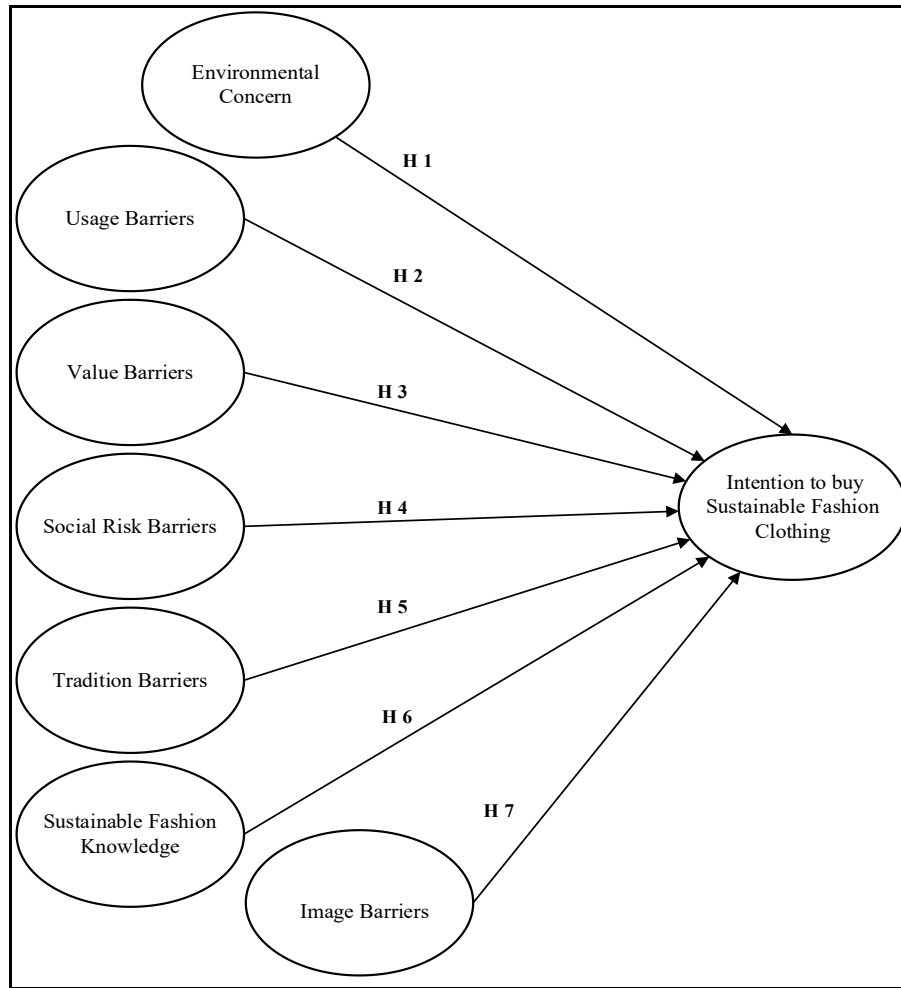 Environmental
Concern
H 1
Usage Barriers
H 2
Value Barriers
H 3
Social Risk Barriers
H 4
Intention to buy
Sustainable Fashion
Clothing
Tradition Barriers
H 5
H 6
Sustainable Fashion
Knowledge
H 7
Image Barriers